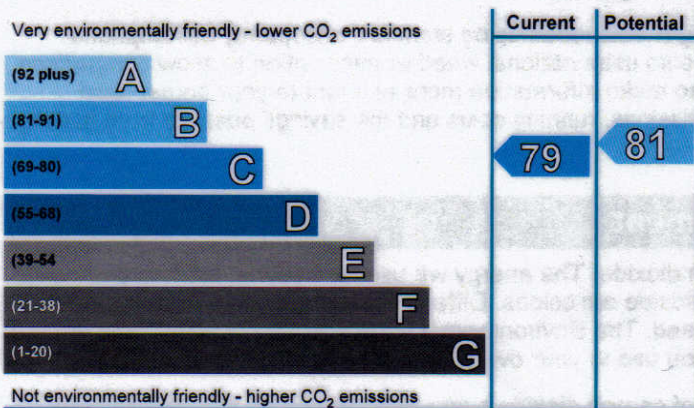 Current Potential
Very environmentally friendly - lower CO₂ emissions
(92 plus) A
(81-91) B
(69-80) C
(55-68) D
(39-54 E
(21-38) F
(1-20) G
79
81
Not environmentally friendly - higher CO₂ emissions